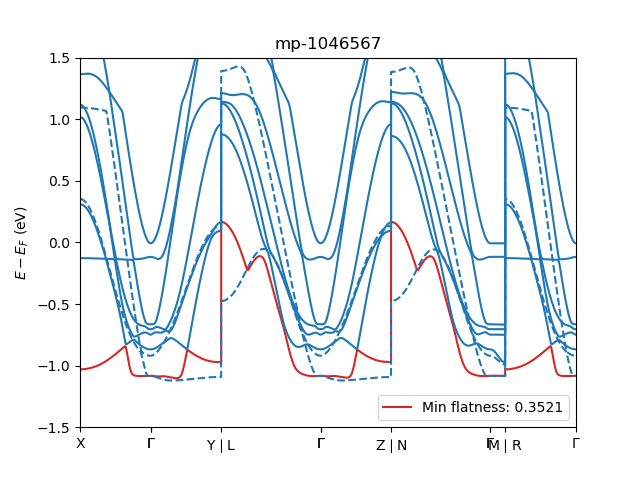 mp-1046567
1.5
1.0
0.5
0.0
−0.5
−1.0
−1.5
E − E_F (eV)
Min flatness: 0.3521
X Γ Y | L Γ Z | N Γ M | R Γ